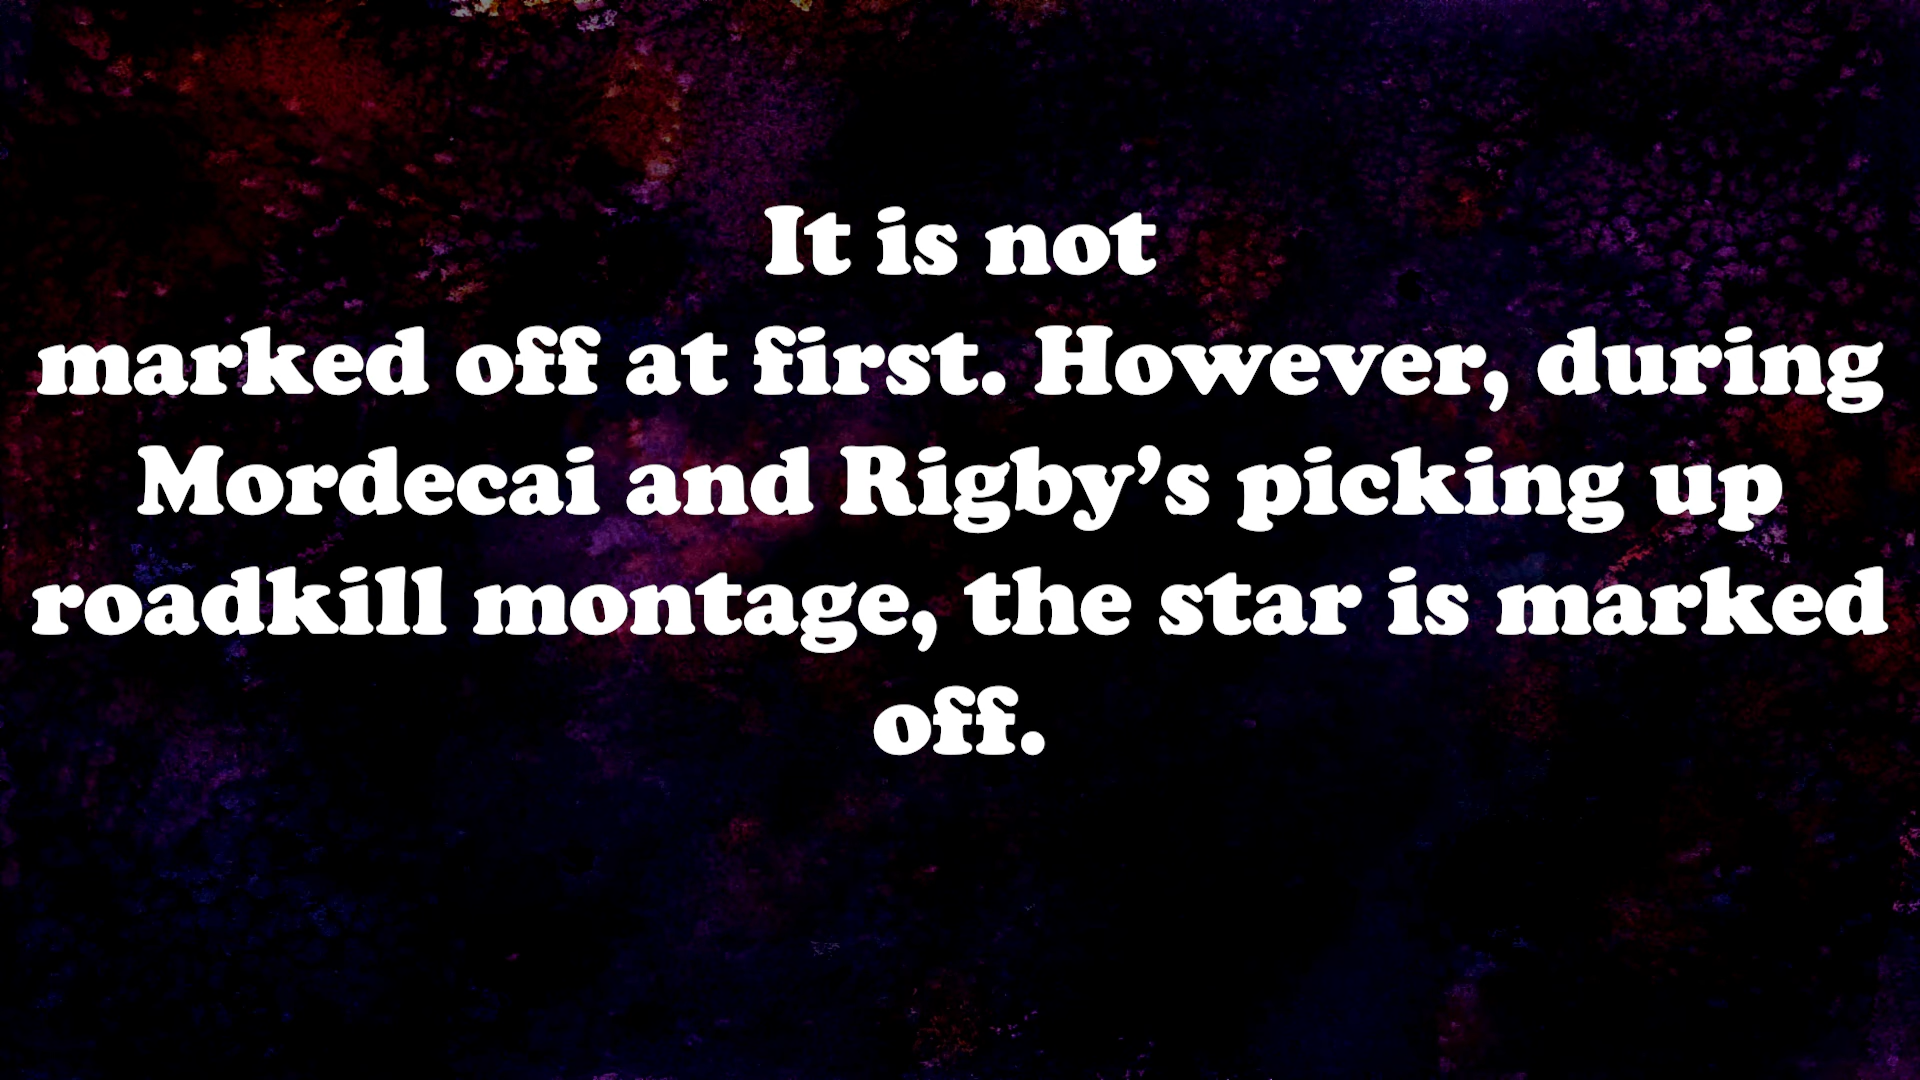 It is not
marked off at first. However, during
Mordecai and Rigby’s picking up
roadkill montage, the star is marked
off.